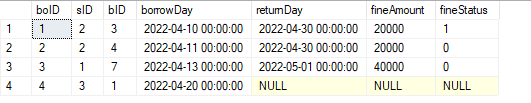 boID sID bID borrowDay returnDay fineAmount fineStatus
1 1 2 3 2022-04-10 00:00:00 2022-04-30 00:00:00 20000 1
2 2 2 4 2022-04-11 00:00:00 2022-04-30 00:00:00 20000 0
3 3 1 7 2022-04-13 00:00:00 2022-05-01 00:00:00 40000 0
4 4 3 1 2022-04-20 00:00:00 NULL NULL NULL